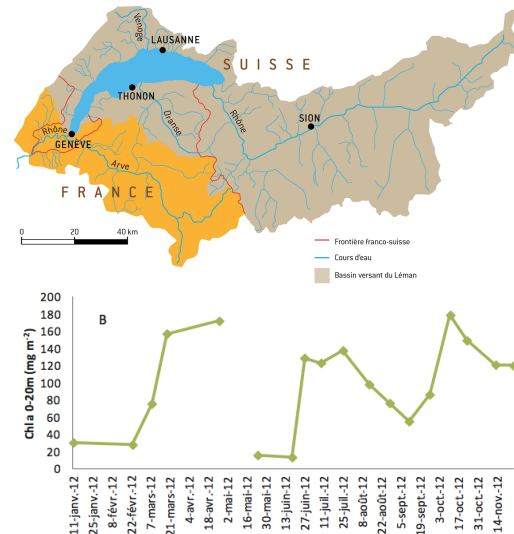 Venoge
LAUSANNE
SUISSE
THONON
Rhône
SION
Dranse
Rhône
GENÈVE
Arve
FRANCE
0 20 40 km
Frontière franco-suisse
Cours d'eau
Bassin versant du Léman
B
Chl a 0-20m (mg m⁻²)
200
180
160
140
120
100
80
60
40
20
0
11-janv.-12
25-janv.-12
8-févr.-12
22-févr.-12
7-mars-12
21-mars-12
4-avr.-12
18-avr.-12
2-mai-12
16-mai-12
30-mai-12
13-juin-12
27-juin-12
11-juil.-12
25-juil.-12
8-août-12
22-août-12
5-sept.-12
19-sept.-12
3-oct.-12
17-oct.-12
31-oct.-12
14-nov.-12